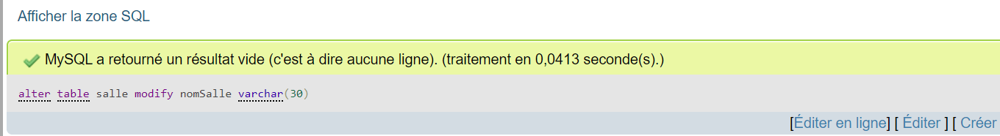 Afficher la zone SQL
MySQL a retourné un résultat vide (c'est à dire aucune ligne). (traitement en 0,0413 seconde(s).)
alter table salle modify nomSalle varchar(30)
[Éditer en ligne] [ Éditer ] [ Créer